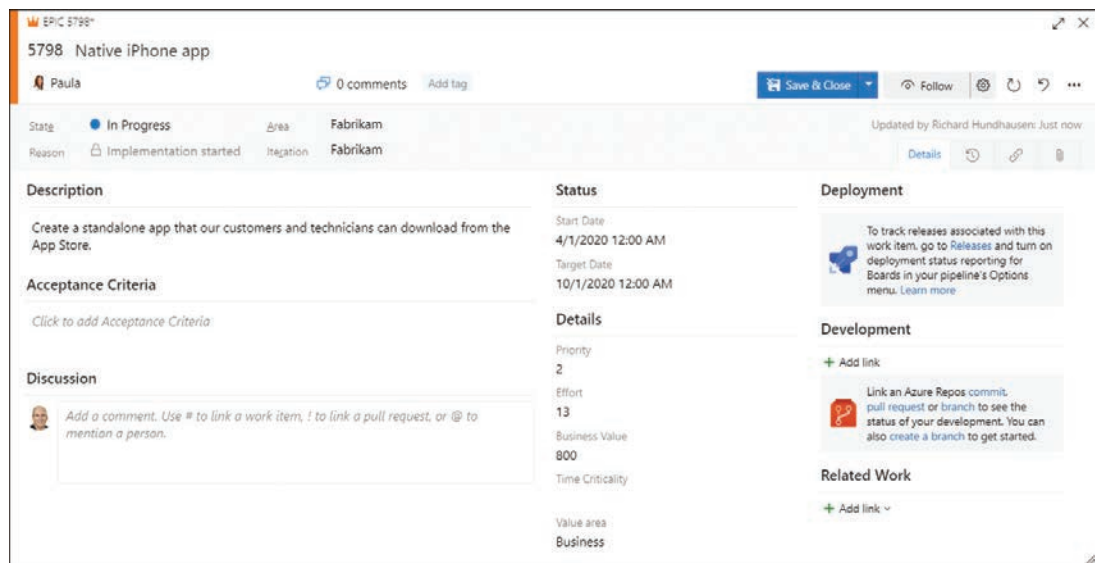 EPIC 5798*
5798 Native iPhone app
Paula
0 comments
Add tag
Save & Close
Follow
State
In Progress
Area
Fabrikam
Updated by Richard Hundhausen: Just now
Reason
Implementation started
Iteration
Fabrikam
Details
Description
Create a standalone app that our customers and technicians can download from the
App Store.
Acceptance Criteria
Click to add Acceptance Criteria
Discussion
Add a comment. Use # to link a work item, ! to link a pull request, or @ to
mention a person.
Status
Start Date
4/1/2020 12:00 AM
Target Date
10/1/2020 12:00 AM
Details
Priority
2
Effort
13
Business Value
800
Time Criticality
Value area
Business
Deployment
To track releases associated with this
work item, go to Releases and turn on
deployment status reporting for
Boards in your pipeline's Options
menu. Learn more
Development
+ Add link
Link an Azure Repos commit,
pull request or branch to see the
status of your development. You can
also create a branch to get started.
Related Work
+ Add link